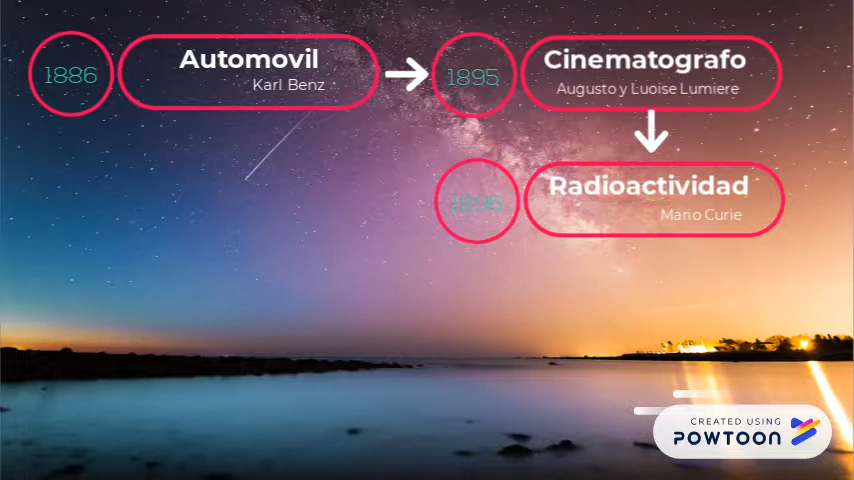 1886
Automovil
Karl Benz
1895
Cinematografo
Augusto y Luoise Lumiere
1896
Radioactividad
Mario Curie
CREATED USING
POWTOON